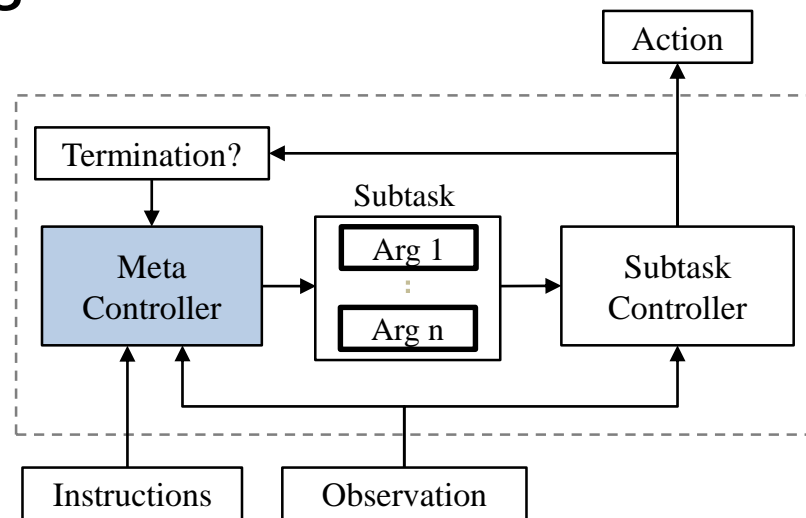 Action
Termination?
Subtask
Meta
Controller
Arg 1
:
Arg n
Subtask
Controller
Instructions
Observation